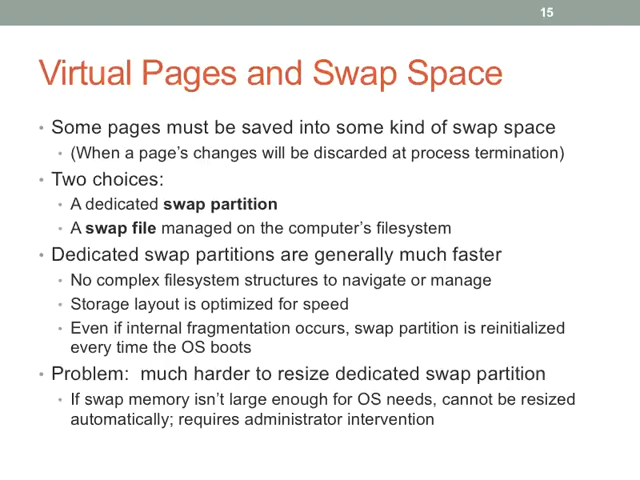 15
Virtual Pages and Swap Space
• Some pages must be saved into some kind of swap space
• (When a page's changes will be discarded at process termination)
• Two choices:
• A dedicated swap partition
• A swap file managed on the computer's filesystem
• Dedicated swap partitions are generally much faster
• No complex filesystem structures to navigate or manage
• Storage layout is optimized for speed
• Even if internal fragmentation occurs, swap partition is reinitialized
every time the OS boots
• Problem: much harder to resize dedicated swap partition
• If swap memory isn't large enough for OS needs, cannot be resized
automatically; requires administrator intervention